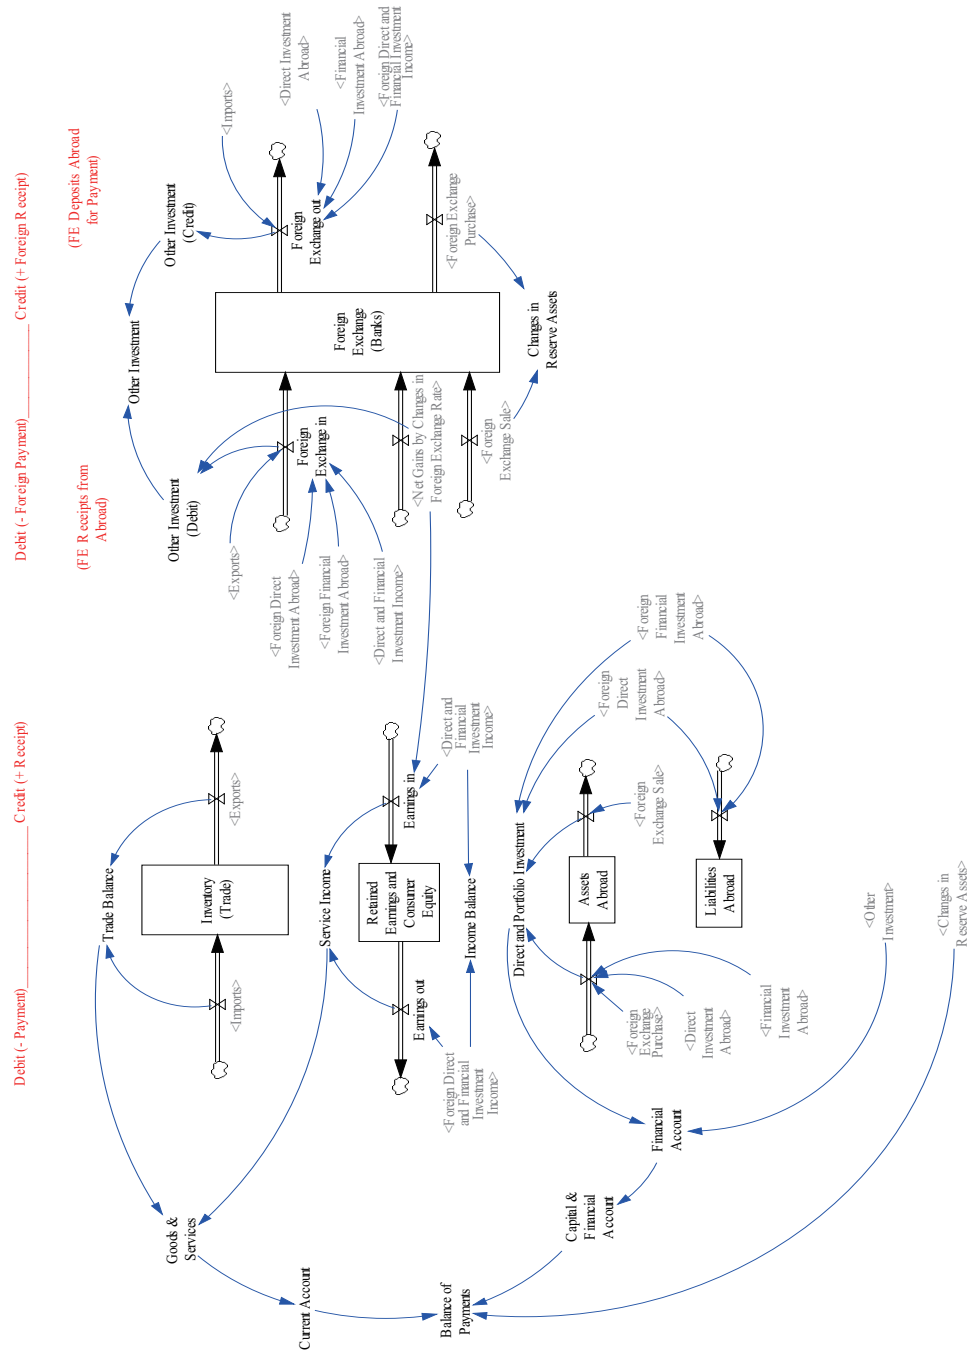 Debit (- Payment)____________________ Credit (+ Receipt)
Debit (- Foreign Payment)____________ Credit (+ Foreign Receipt)
(FE Receipts from
Abroad)
(FE Deposits Abroad
for Payment)
Goods &
Services
Current Account
Balance of
Payments
Capital &
Financial
Account
Financial
Account
Trade Balance
<Imports>
Inventory
(Trade)
<Exports>
Service Income
Earnings out
Retained
Earnings and
Consumer
Equity
Earnings in
<Foreign Direct
and Financial
Investment
Income>
Income Balance
<Direct and
Financial
Investment
Income>
Direct and Portfolio Investment
<Foreign
Exchange
Purchase>
<Direct
Investment
Abroad>
<Financial
Investment
Abroad>
Assets
Abroad
<Foreign
Exchange Sale>
<Foreign
Direct
Investment
Abroad>
<Foreign
Financial
Investment
Abroad>
Liabilities
Abroad
<Other
Investment>
<Changes in
Reserve Assets>
Other Investment
Other Investment
(Debit)
Other Investment
(Credit)
<Exports>
<Foreign Direct
Investment Abroad>
<Foreign Financial
Investment Abroad>
<Direct and Financial
Investment Income>
Foreign
Exchange in
<Net Gains by Changes in
Foreign Exchange Rate>
<Foreign
Exchange Sale>
Foreign
Exchange
(Banks)
Foreign
Exchange out
<Imports>
<Direct Investment
Abroad>
<Financial
Investment Abroad>
<Foreign Direct and
Financial Investment
Income>
<Foreign Exchange
Purchase>
Changes in
Reserve Assets